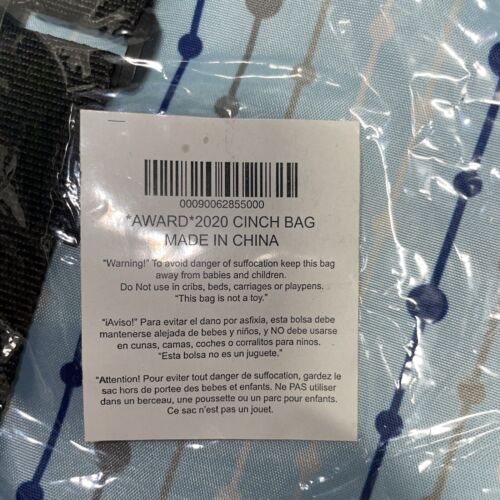 00090062855000
*AWARD*2020 CINCH BAG
MADE IN CHINA
"Warning!" To avoid danger of suffocation keep this bag
away from babies and children.
Do Not use in cribs, beds, carriages or playpens.
"This bag is not a toy."
"¡Aviso!" Para evitar el dano por asfixia, esta bolsa debe
mantenerse alejada de bebes y niños, y NO debe usarse
en cunas, camas, coches o corralitos para ninos.
"Esta bolsa no es un juguete."
"Attention! Pour eviter tout danger de suffocation, gardez le
sac hors de portee des bebes et enfants. Ne PAS utiliser
dans un berceau, une poussette ou un parc pour enfants.
Ce sac n'est pas un jouet.